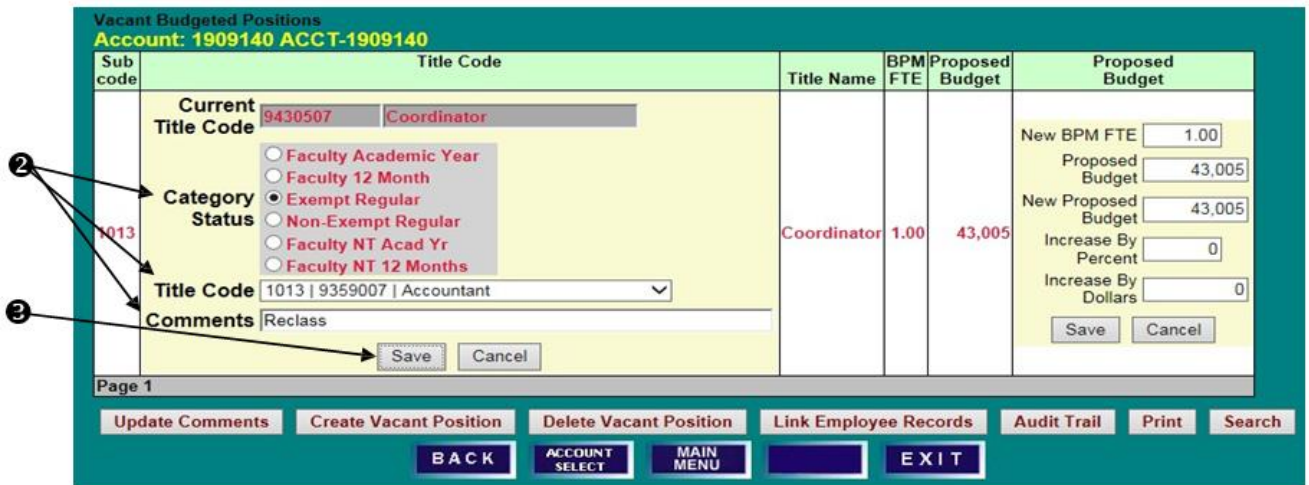 Vacant Budgeted Positions
Account: 1909140 ACCT-1909140
Sub code
Title Code
Title Name
BPM FTE
Proposed Budget
Proposed Budget
1013
Current Title Code 9430507 Coordinator
❷
Category Status
Faculty Academic Year
Faculty 12 Month
Exempt Regular
Non-Exempt Regular
Faculty NT Acad Yr
Faculty NT 12 Months
Title Code 1013 | 9359007 | Accountant
Comments Reclass
❸
Save Cancel
Coordinator 1.00 43,005
New BPM FTE 1.00
Proposed Budget 43,005
New Proposed Budget 43,005
Increase By Percent 0
Increase By Dollars 0
Save Cancel
Page 1
Update Comments Create Vacant Position Delete Vacant Position Link Employee Records Audit Trail Print Search
BACK ACCOUNT SELECT MAIN MENU EXIT